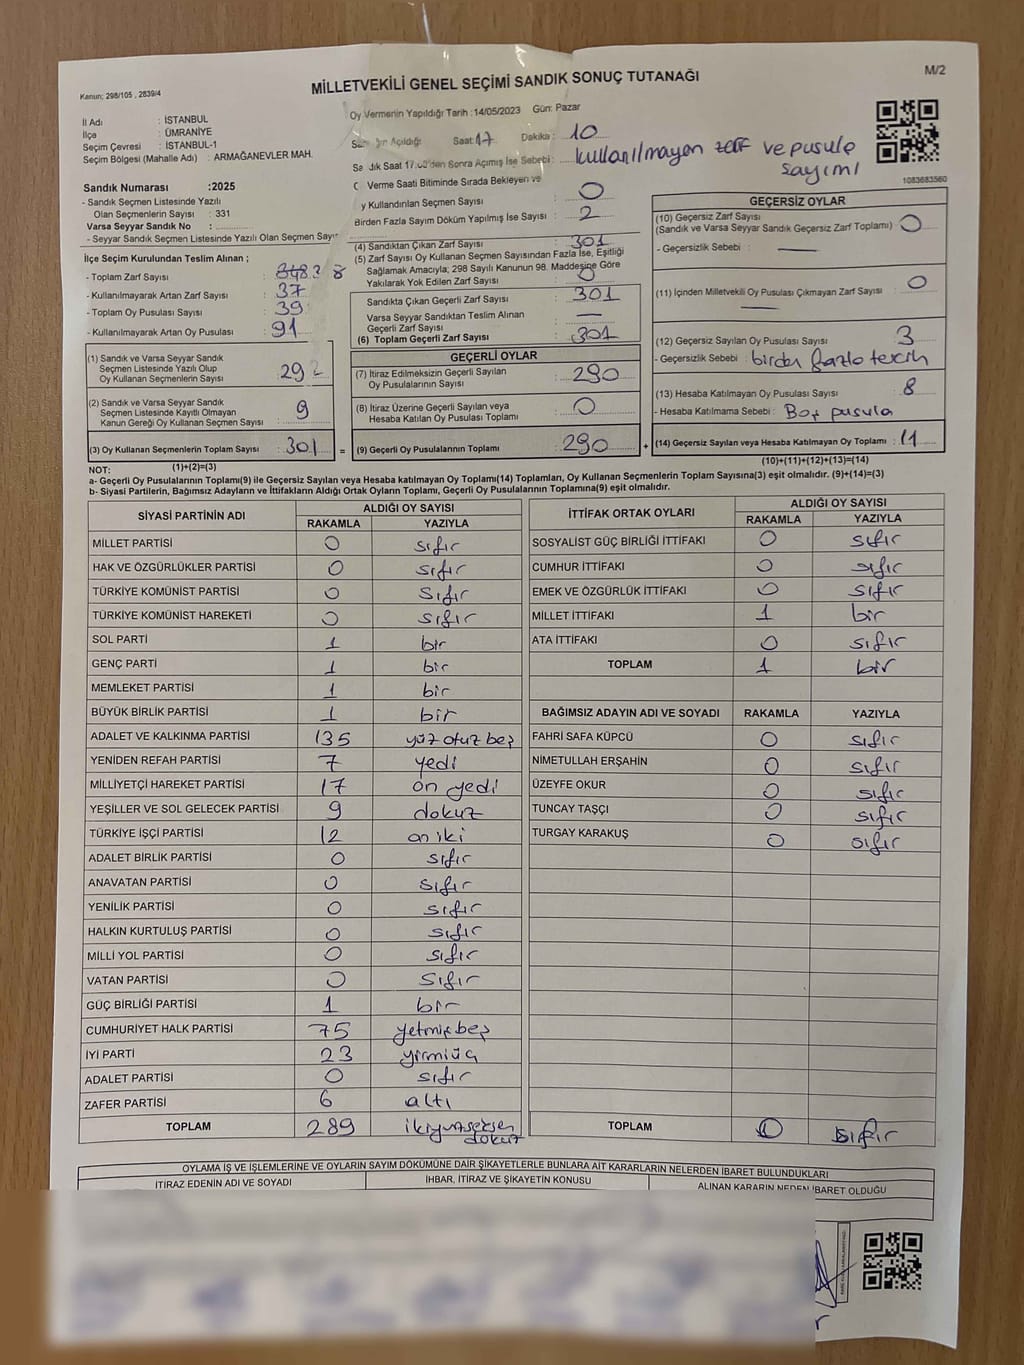 M/2
MİLLETVEKİLİ GENEL SEÇİMİ SANDIK SONUÇ TUTANAĞI
Kanun; 298/105 , 2839/4
İl Adı : İSTANBUL
İlçe : ÜMRANİYE
Seçim Çevresi : İSTANBUL-1
Seçim Bölgesi (Mahalle Adı) : ARMAĞANEVLER MAH.
Oy Vermenin Yapıldığı Tarih : 14/05/2023 Gün: Pazar
Açıldığı Saat: 17 Dakika : 10
Saat 17.00'den Sonra Açılmış İse Sebebi : kullanılmayan zarf ve pusula
sayımı
1083683560
Sandık Numarası :2025
- Sandık Seçmen Listesinde Yazılı
Olan Seçmenlerin Sayısı : 331
Varsa Seyyar Sandık No :
- Seyyar Sandık Seçmen Listesinde Yazılı Olan Seçmen
Verme Saati Bitiminde Sırada Bekleyen ve
Kullandırılan Seçmen Sayısı 0
Birden Fazla Sayım Döküm Yapılmış İse Sayısı : 2
(4) Sandıktan Çıkan Zarf Sayısı : 301
(5) Zarf Sayısı Oy Kullanan Seçmen Sayısından Fazla İse, Eşitliği
Sağlamak Amacıyla; 298 Sayılı Kanunun 98. Maddesine Göre
Yakılarak Yok Edilen Zarf Sayısı : 0
İlçe Seçim Kurulundan Teslim Alınan ;
- Toplam Zarf Sayısı :
- Kullanılmayarak Artan Zarf Sayısı : 37
- Toplam Oy Pusulası Sayısı : 39
- Kullanılmayarak Artan Oy Pusulası : 91
Sandıkta Çıkan Geçerli Zarf Sayısı : 301
Varsa Seyyar Sandıktan Teslim Alınan
Geçerli Zarf Sayısı : —
(6) Toplam Geçerli Zarf Sayısı : 301
GEÇERSİZ OYLAR
(10) Geçersiz Zarf Sayısı
(Sandık ve Varsa Seyyar Sandık Geçersiz Zarf Toplamı) : 0
- Geçersizlik Sebebi : —
(11) İçinden Milletvekili Oy Pusulası Çıkmayan Zarf Sayısı : 0
—
(12) Geçersiz Sayılan Oy Pusulası Sayısı : 3
- Geçersizlik Sebebi : birden fazla tercih
(13) Hesaba Katılmayan Oy Pusulası Sayısı : 8
- Hesaba Katılmama Sebebi : Boş pusula
(14) Geçersiz Sayılan veya Hesaba Katılmayan Oy Toplamı : 11
(10)+(11)+(12)+(13)=(14)
(1) Sandık ve Varsa Seyyar Sandık
Seçmen Listesinde Yazılı Olup
Oy Kullanan Seçmenlerin Sayısı : 292
(2) Sandık ve Varsa Seyyar Sandık
Seçmen Listesinde Kayıtlı Olmayan
Kanun Gereği Oy Kullanan Seçmen Sayısı : 9
(3) Oy Kullanan Seçmenlerin Toplam Sayısı : 301 =
(1)+(2)=(3)
GEÇERLİ OYLAR
(7) İtiraz Edilmeksizin Geçerli Sayılan
Oy Pusulalarının Sayısı : 290
(8) İtiraz Üzerine Geçerli Sayılan veya
Hesaba Katılan Oy Pusulası Toplamı : 0
(9) Geçerli Oy Pusulalarının Toplamı : 290 +
NOT:
a- Geçerli Oy Pusulalarının Toplamı(9) ile Geçersiz Sayılan veya Hesaba katılmayan Oy Toplamı(14) Toplamları, Oy Kullanan Seçmenlerin Toplam Sayısına(3) eşit olmalıdır. (9)+(14)=(3)
b- Siyasi Partilerin, Bağımsız Adayların ve İttifakların Aldığı Ortak Oyların Toplamı, Geçerli Oy Pusulalarının Toplamına(9) eşit olmalıdır.
SİYASİ PARTİNİN ADI ALDIĞI OY SAYISI
RAKAMLA YAZIYLA
MİLLET PARTİSİ 0 sıfır
HAK VE ÖZGÜRLÜKLER PARTİSİ 0 sıfır
TÜRKİYE KOMÜNİST PARTİSİ 0 sıfır
TÜRKİYE KOMÜNİST HAREKETİ 0 sıfır
SOL PARTİ 1 bir
GENÇ PARTİ 1 bir
MEMLEKET PARTİSİ 1 bir
BÜYÜK BİRLİK PARTİSİ 1 bir
ADALET VE KALKINMA PARTİSİ 135 yüz otuz beş
YENİDEN REFAH PARTİSİ 7 yedi
MİLLİYETÇİ HAREKET PARTİSİ 17 on yedi
YEŞİLLER VE SOL GELECEK PARTİSİ 9 dokuz
TÜRKİYE İŞÇİ PARTİSİ 12 on iki
ADALET BİRLİK PARTİSİ 0 sıfır
ANAVATAN PARTİSİ 0 sıfır
YENİLİK PARTİSİ 0 sıfır
HALKIN KURTULUŞ PARTİSİ 0 sıfır
MİLLİ YOL PARTİSİ 0 sıfır
VATAN PARTİSİ 0 sıfır
GÜÇ BİRLİĞİ PARTİSİ 1 bir
CUMHURİYET HALK PARTİSİ 75 yetmiş beş
İYİ PARTİ 23 yirmiüç
ADALET PARTİSİ 0 sıfır
ZAFER PARTİSİ 6 altı
TOPLAM 289 ikiyüzseksen
dokuz
İTTİFAK ORTAK OYLARI ALDIĞI OY SAYISI
RAKAMLA YAZIYLA
SOSYALİST GÜÇ BİRLİĞİ İTTİFAKI 0 sıfır
CUMHUR İTTİFAKI 0 sıfır
EMEK VE ÖZGÜRLÜK İTTİFAKI 0 sıfır
MİLLET İTTİFAKI 1 bir
ATA İTTİFAKI 0 sıfır
TOPLAM 1 bir
BAĞIMSIZ ADAYIN ADI VE SOYADI RAKAMLA YAZIYLA
FAHRİ SAFA KÜPCÜ 0 sıfır
NİMETULLAH ERŞAHİN 0 sıfır
ÜZEYFE OKUR 0 sıfır
TUNCAY TAŞÇI 0 sıfır
TURGAY KARAKUŞ 0 sıfır
TOPLAM 0 sıfır
OYLAMA İŞ VE İŞLEMLERİNE VE OYLARIN SAYIM DÖKÜMÜNE DAİR ŞİKAYETLERLE BUNLARA AİT KARARLARIN NELERDEN İBARET BULUNDUKLARI
İTİRAZ EDENİN ADI VE SOYADI İHBAR, İTİRAZ VE ŞİKAYETİN KONUSU ALINAN KARARIN NEDEN İBARET OLDUĞU